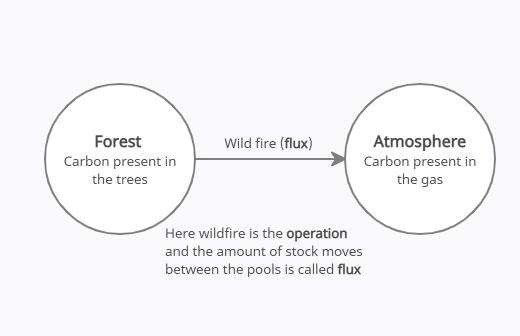 Forest
Carbon present in
the trees
Wild fire (flux)
Atmosphere
Carbon present in
the gas
Here wildfire is the operation
and the amount of stock moves
between the pools is called flux